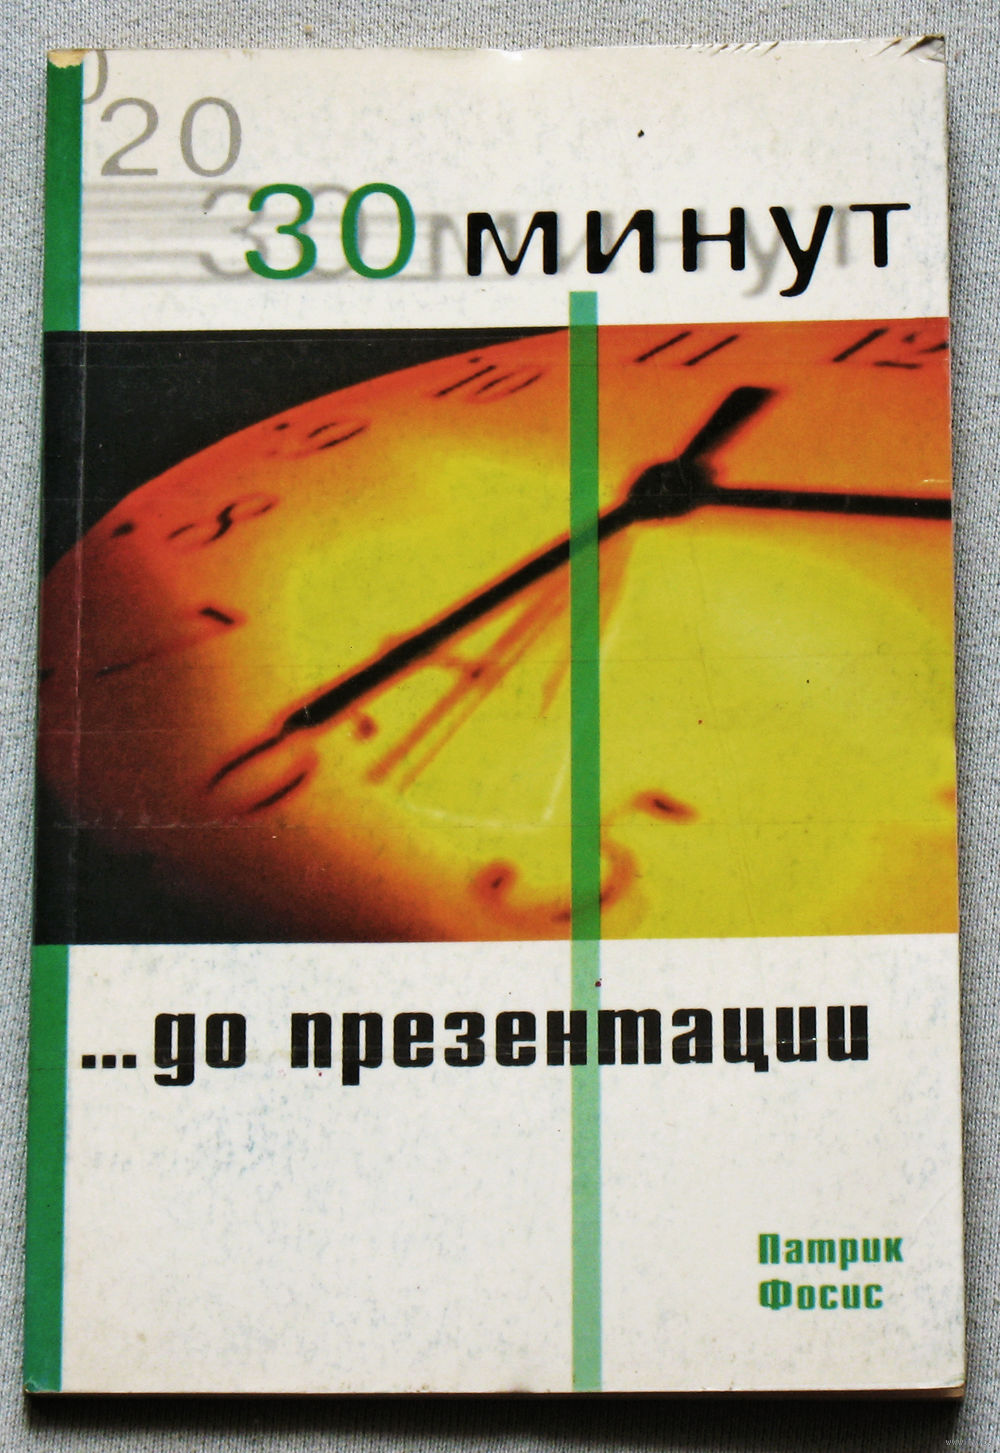 20
30 минут
10
11
12
9
8
...до презентации
Патрик
Фосис